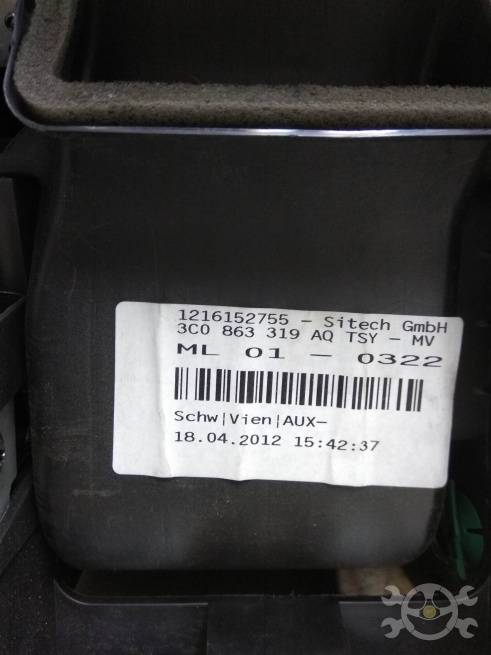 1216152755 - Sitech GmbH
3C0 863 319 AQ TSY - MV
ML 01 - 0322
Schw|Vien|AUX-
18.04.2012 15:42:37